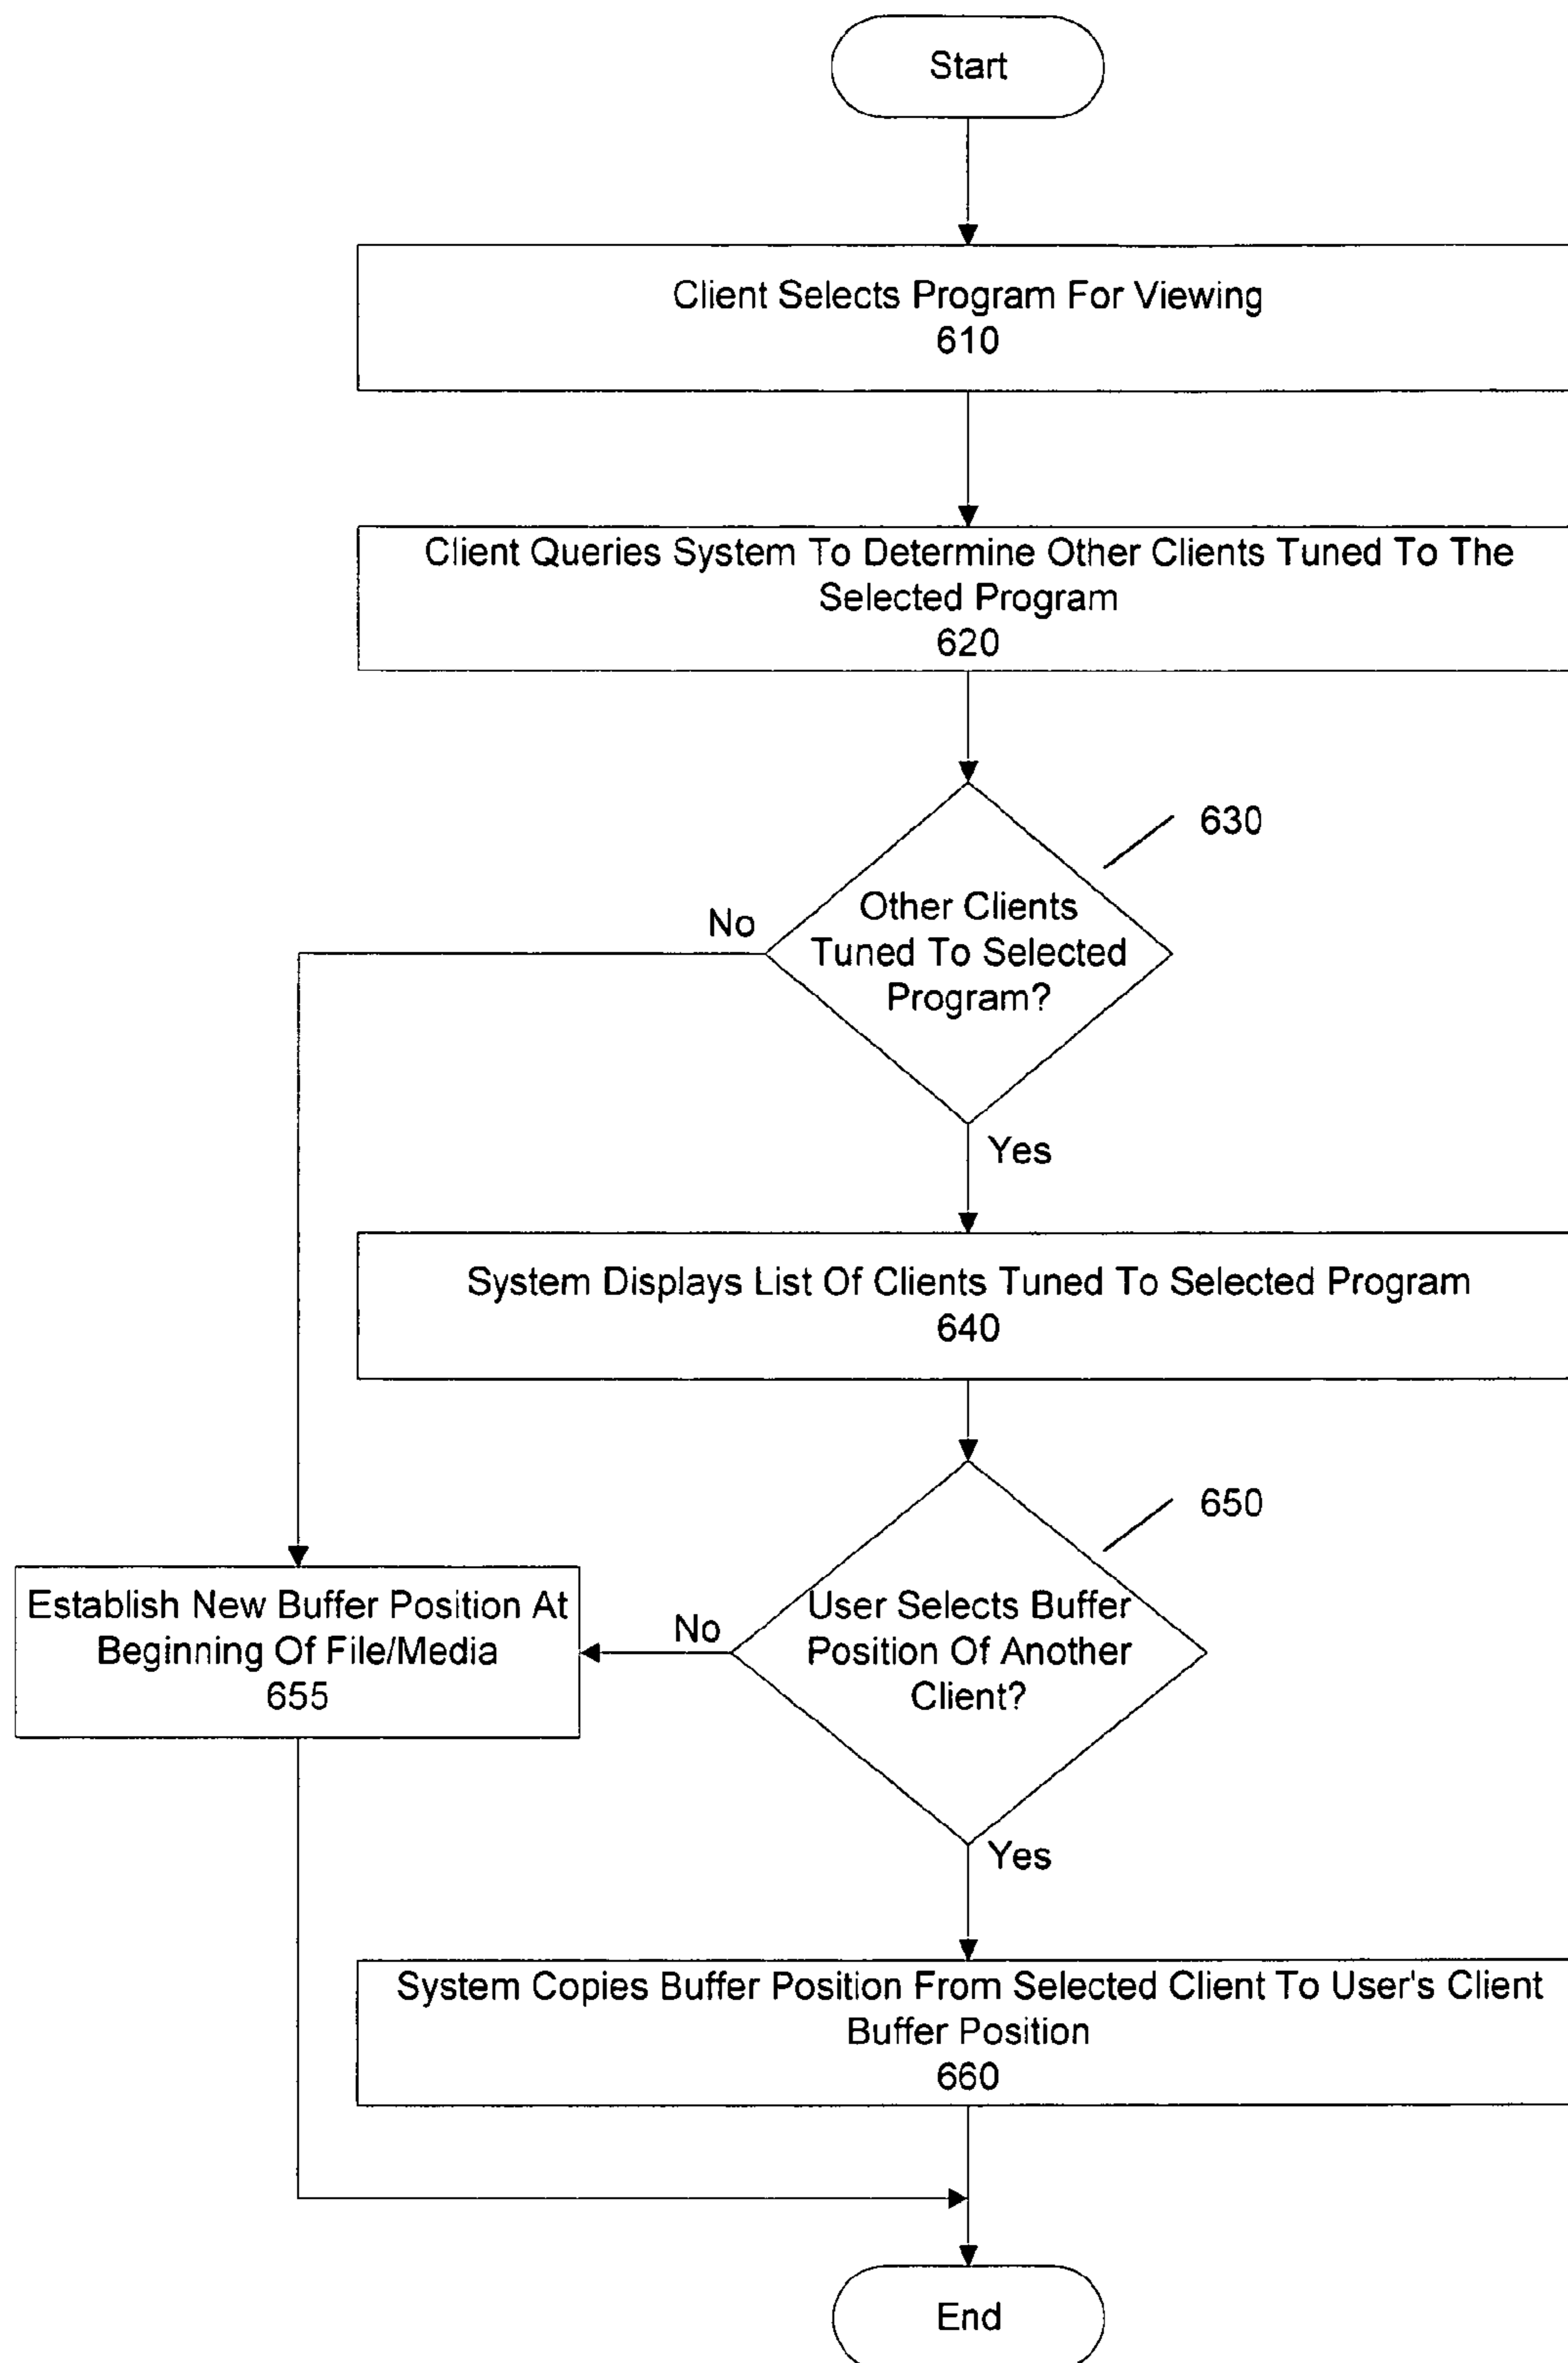 Start
Client Selects Program For Viewing
610
Client Queries System To Determine Other Clients Tuned To The
Selected Program
620
630
Other Clients
Tuned To Selected
Program?
No
Yes
System Displays List Of Clients Tuned To Selected Program
640
650
User Selects Buffer
Position Of Another
Client?
No
Establish New Buffer Position At
Beginning Of File/Media
655
Yes
System Copies Buffer Position From Selected Client To User's Client
Buffer Position
660
End